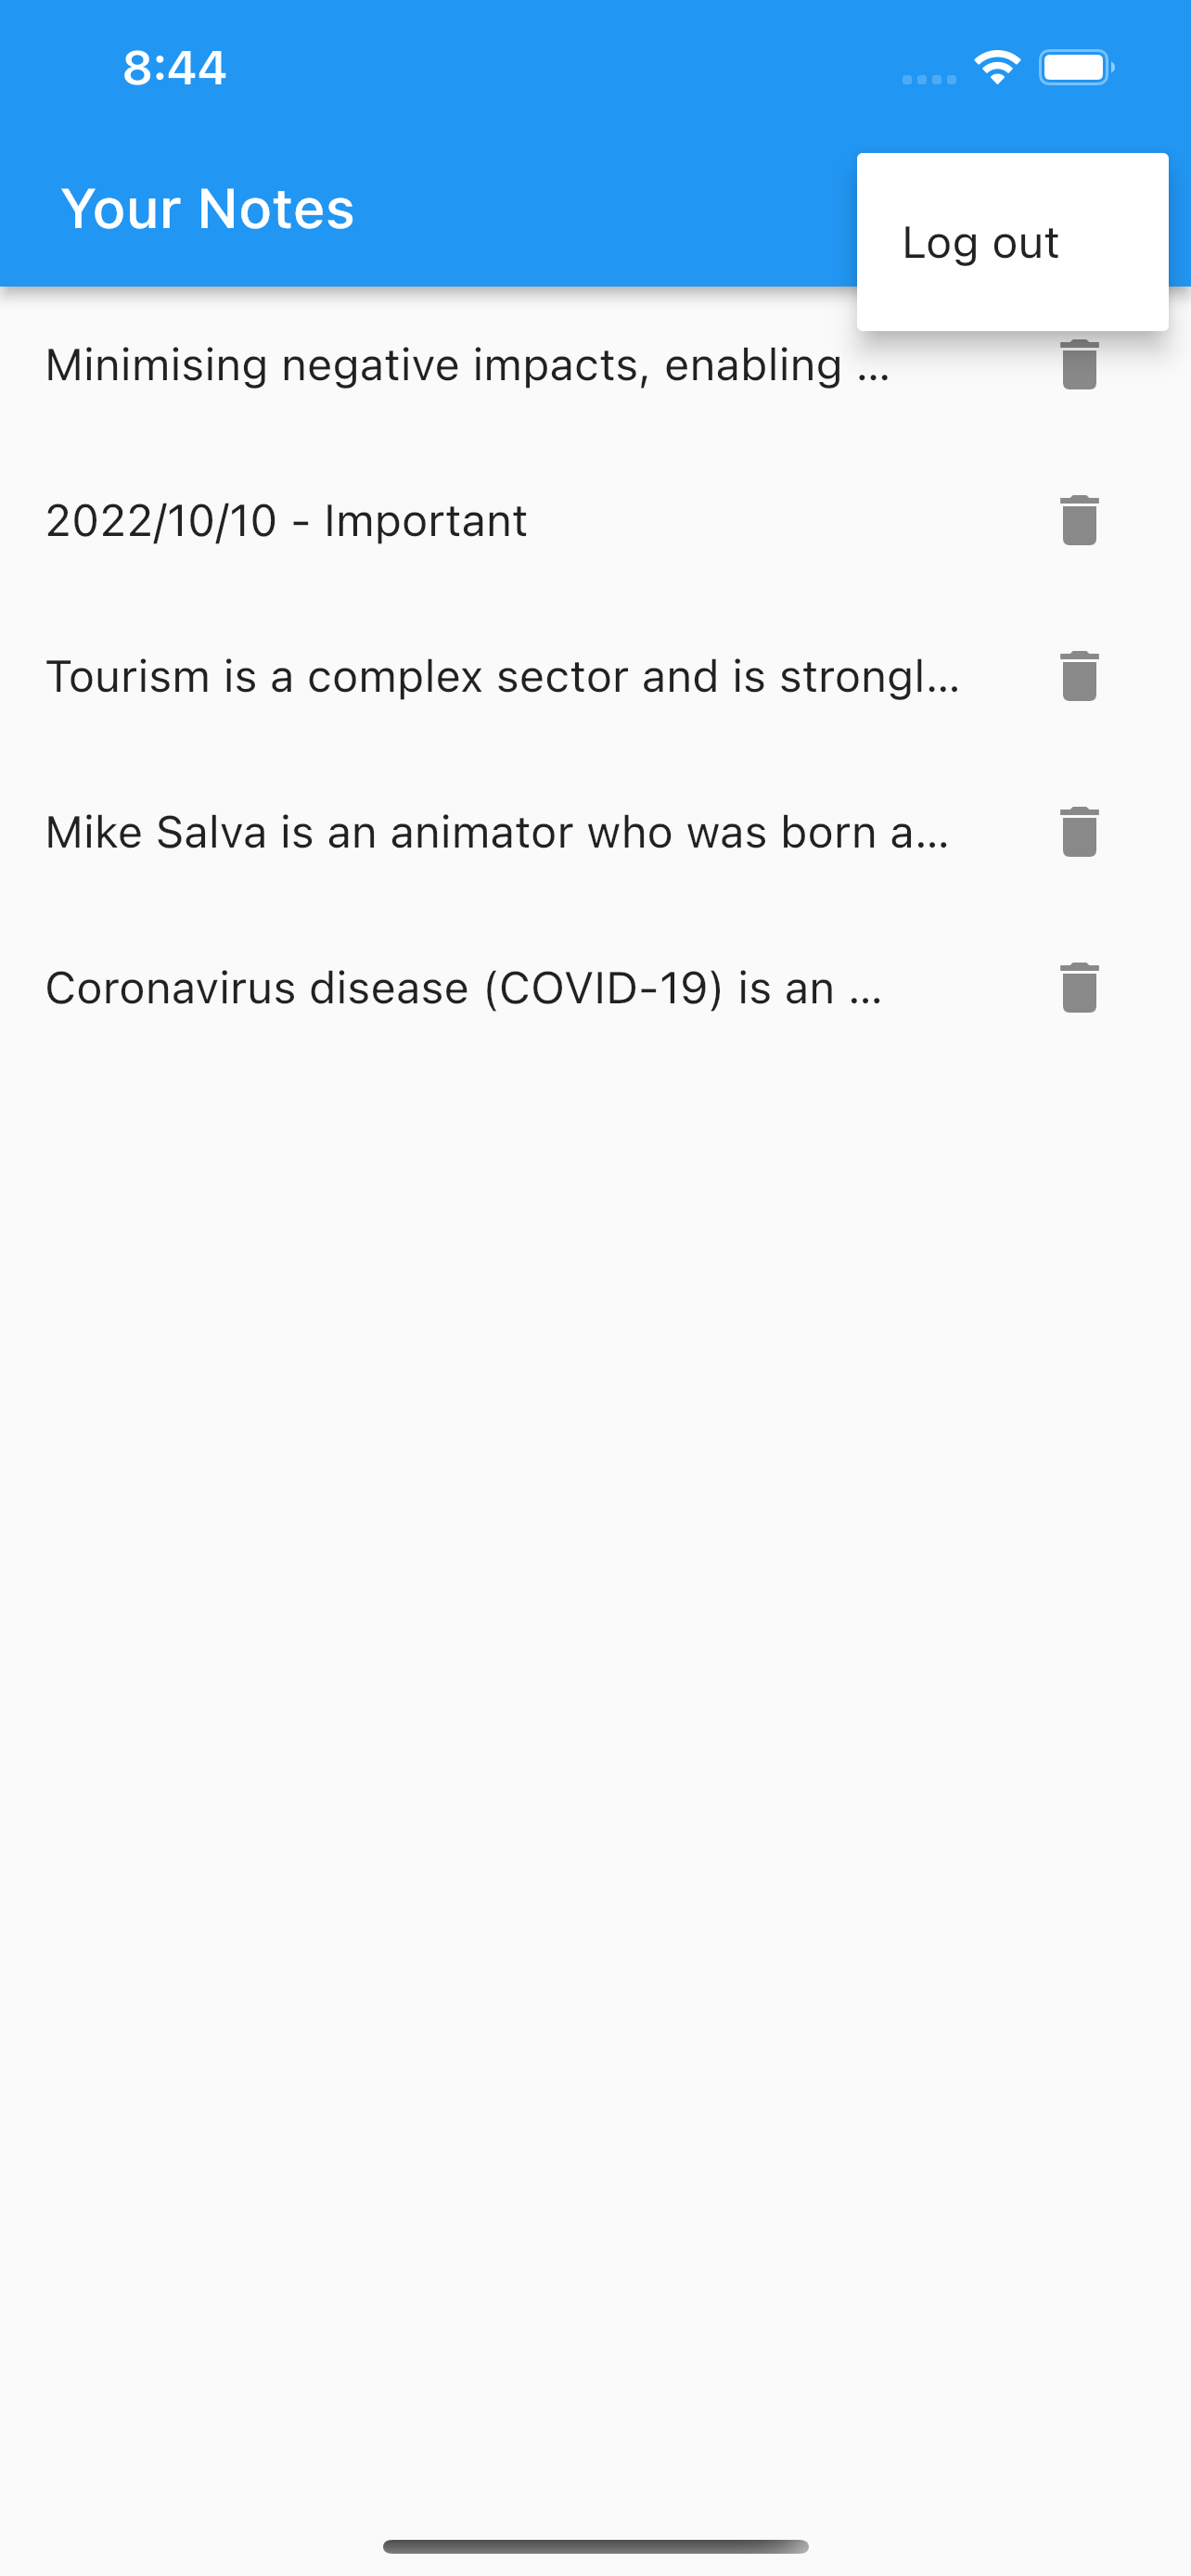 8:44
Your Notes
Log out
Minimising negative impacts, enabling ...
2022/10/10 - Important
Tourism is a complex sector and is strongl...
Mike Salva is an animator who was born a...
Coronavirus disease (COVID-19) is an ...